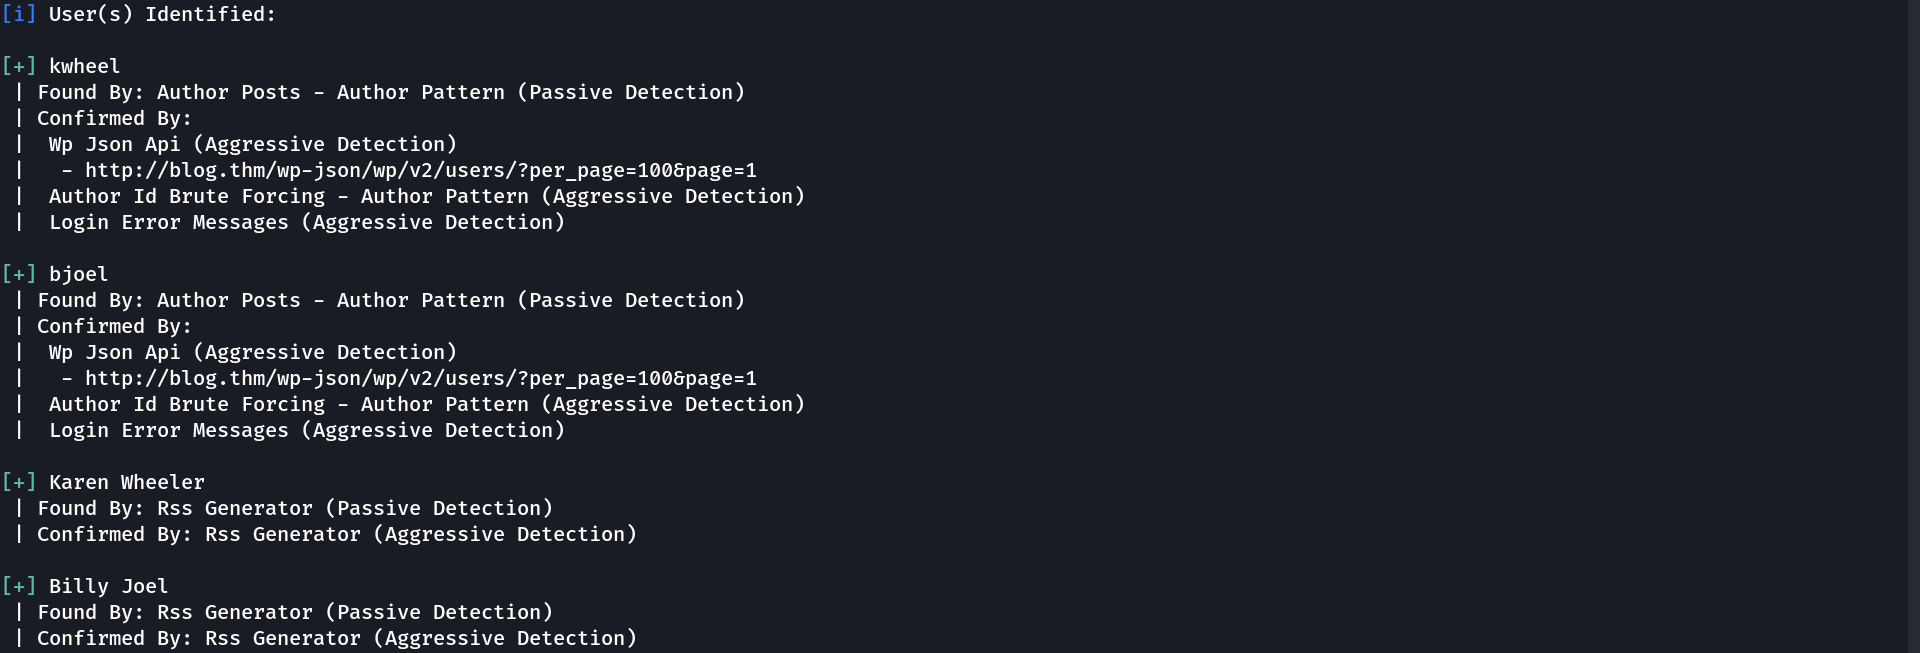 [i] User(s) Identified:
[+] kwheel
| Found By: Author Posts - Author Pattern (Passive Detection)
| Confirmed By:
|  Wp Json Api (Aggressive Detection)
|   - http://blog.thm/wp-json/wp/v2/users/?per_page=100&page=1
|  Author Id Brute Forcing - Author Pattern (Aggressive Detection)
|  Login Error Messages (Aggressive Detection)
[+] bjoel
| Found By: Author Posts - Author Pattern (Passive Detection)
| Confirmed By:
|  Wp Json Api (Aggressive Detection)
|   - http://blog.thm/wp-json/wp/v2/users/?per_page=100&page=1
|  Author Id Brute Forcing - Author Pattern (Aggressive Detection)
|  Login Error Messages (Aggressive Detection)
[+] Karen Wheeler
| Found By: Rss Generator (Passive Detection)
| Confirmed By: Rss Generator (Aggressive Detection)
[+] Billy Joel
| Found By: Rss Generator (Passive Detection)
| Confirmed By: Rss Generator (Aggressive Detection)